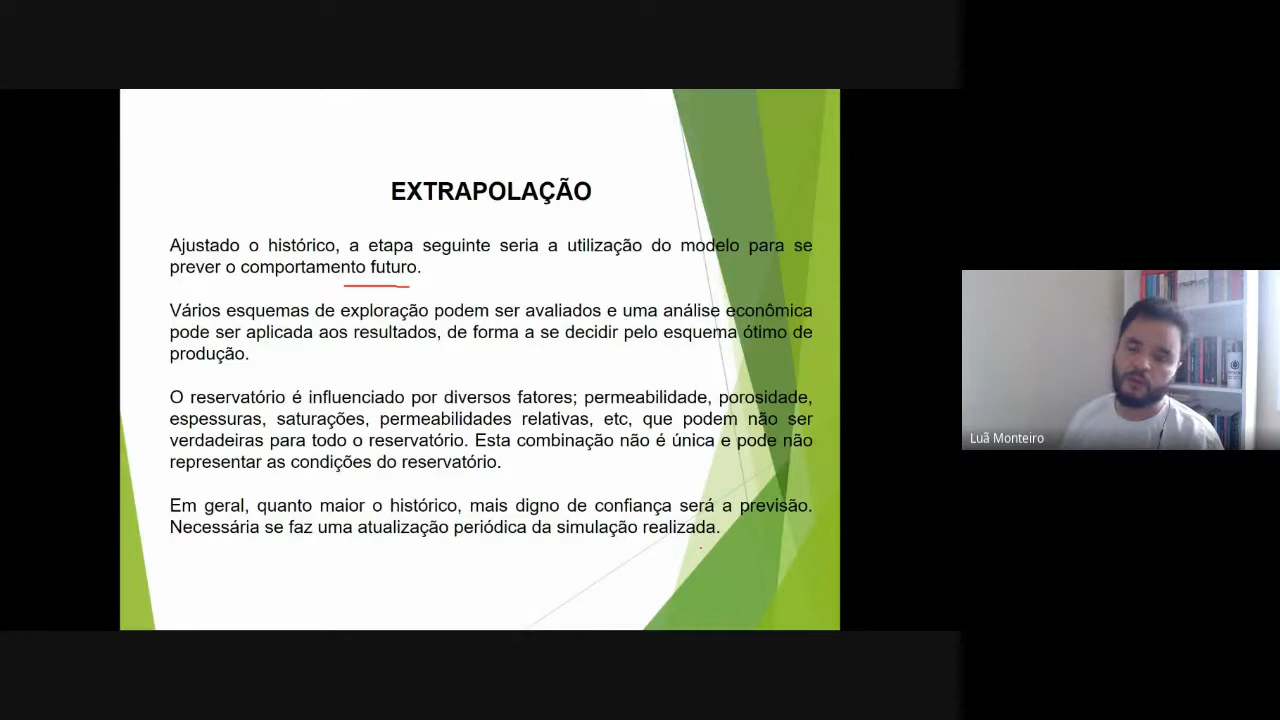 EXTRAPOLAÇÃO
Ajustado o histórico, a etapa seguinte seria a utilização do modelo para se
prever o comportamento futuro.
Vários esquemas de exploração podem ser avaliados e uma análise econômica
pode ser aplicada aos resultados, de forma a se decidir pelo esquema ótimo de
produção.
O reservatório é influenciado por diversos fatores; permeabilidade, porosidade,
espessuras, saturações, permeabilidades relativas, etc, que podem não ser
verdadeiras para todo o reservatório. Esta combinação não é única e pode não
representar as condições do reservatório.
Em geral, quanto maior o histórico, mais digno de confiança será a previsão.
Necessária se faz uma atualização periódica da simulação realizada.
Luã Monteiro